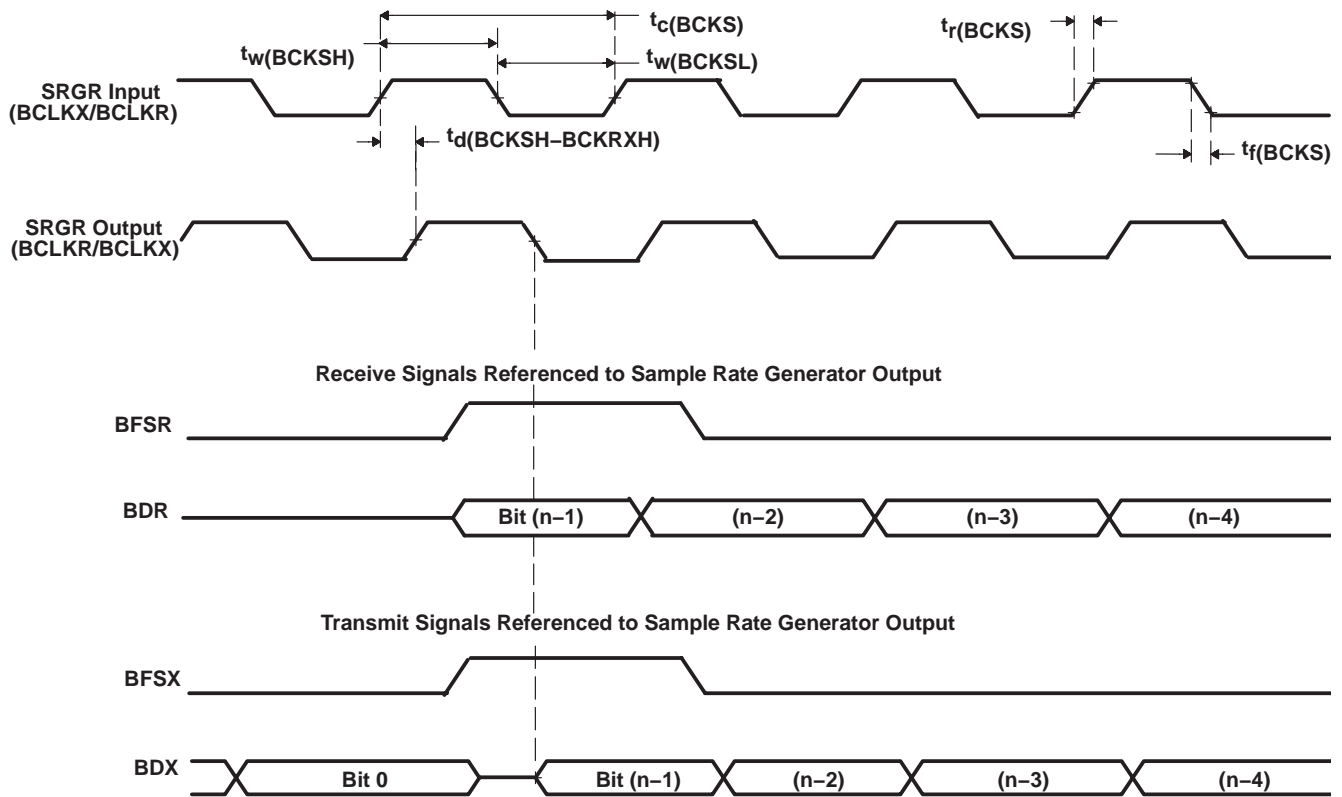 tc(BCKS)
tr(BCKS)
tw(BCKSH)
tw(BCKSL)
SRGR Input
(BCLKX/BCLKR)
td(BCKSH−BCKRXH)
tf(BCKS)
SRGR Output
(BCLKR/BCLKX)
Receive Signals Referenced to Sample Rate Generator Output
BFSR
BDR
Bit (n−1)
(n−2)
(n−3)
(n−4)
Transmit Signals Referenced to Sample Rate Generator Output
BFSX
BDX
Bit 0
Bit (n−1)
(n−2)
(n−3)
(n−4)